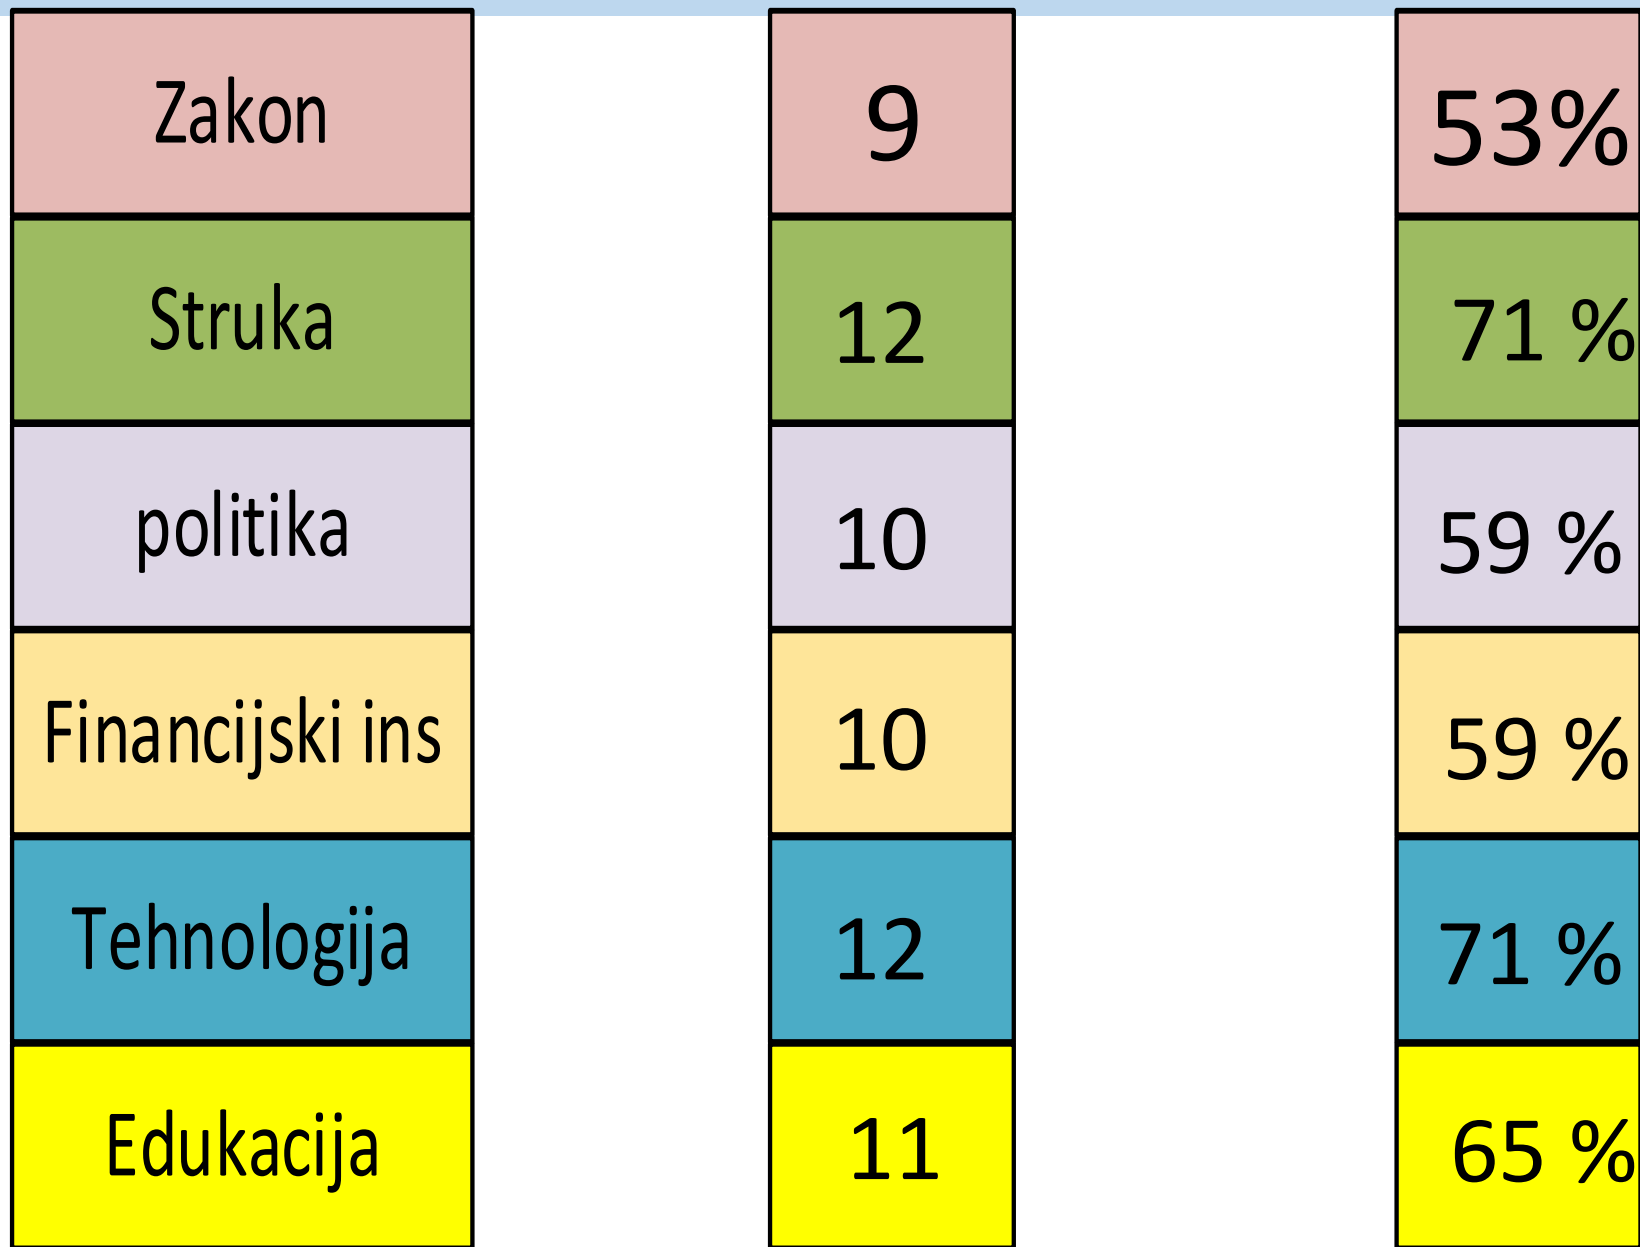 Zakon 9 53%
Struka 12 71 %
politika 10 59 %
Financijski ins 10 59 %
Tehnologija 12 71 %
Edukacija 11 65 %